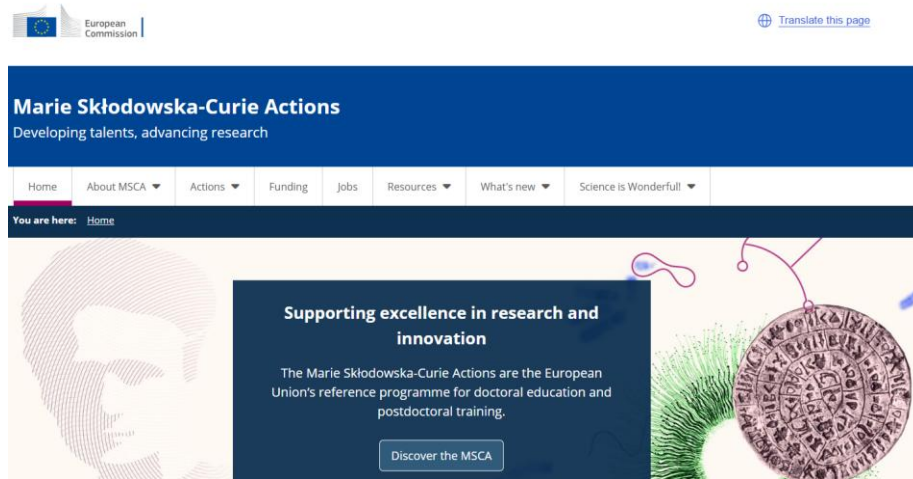 European
Commission
Translate this page
Marie Skłodowska-Curie Actions
Developing talents, advancing research
Home About MSCA Actions Funding Jobs Resources What's new Science is Wonderful!
You are here: Home
Supporting excellence in research and
innovation
The Marie Skłodowska-Curie Actions are the European
Union's reference programme for doctoral education and
postdoctoral training.
Discover the MSCA